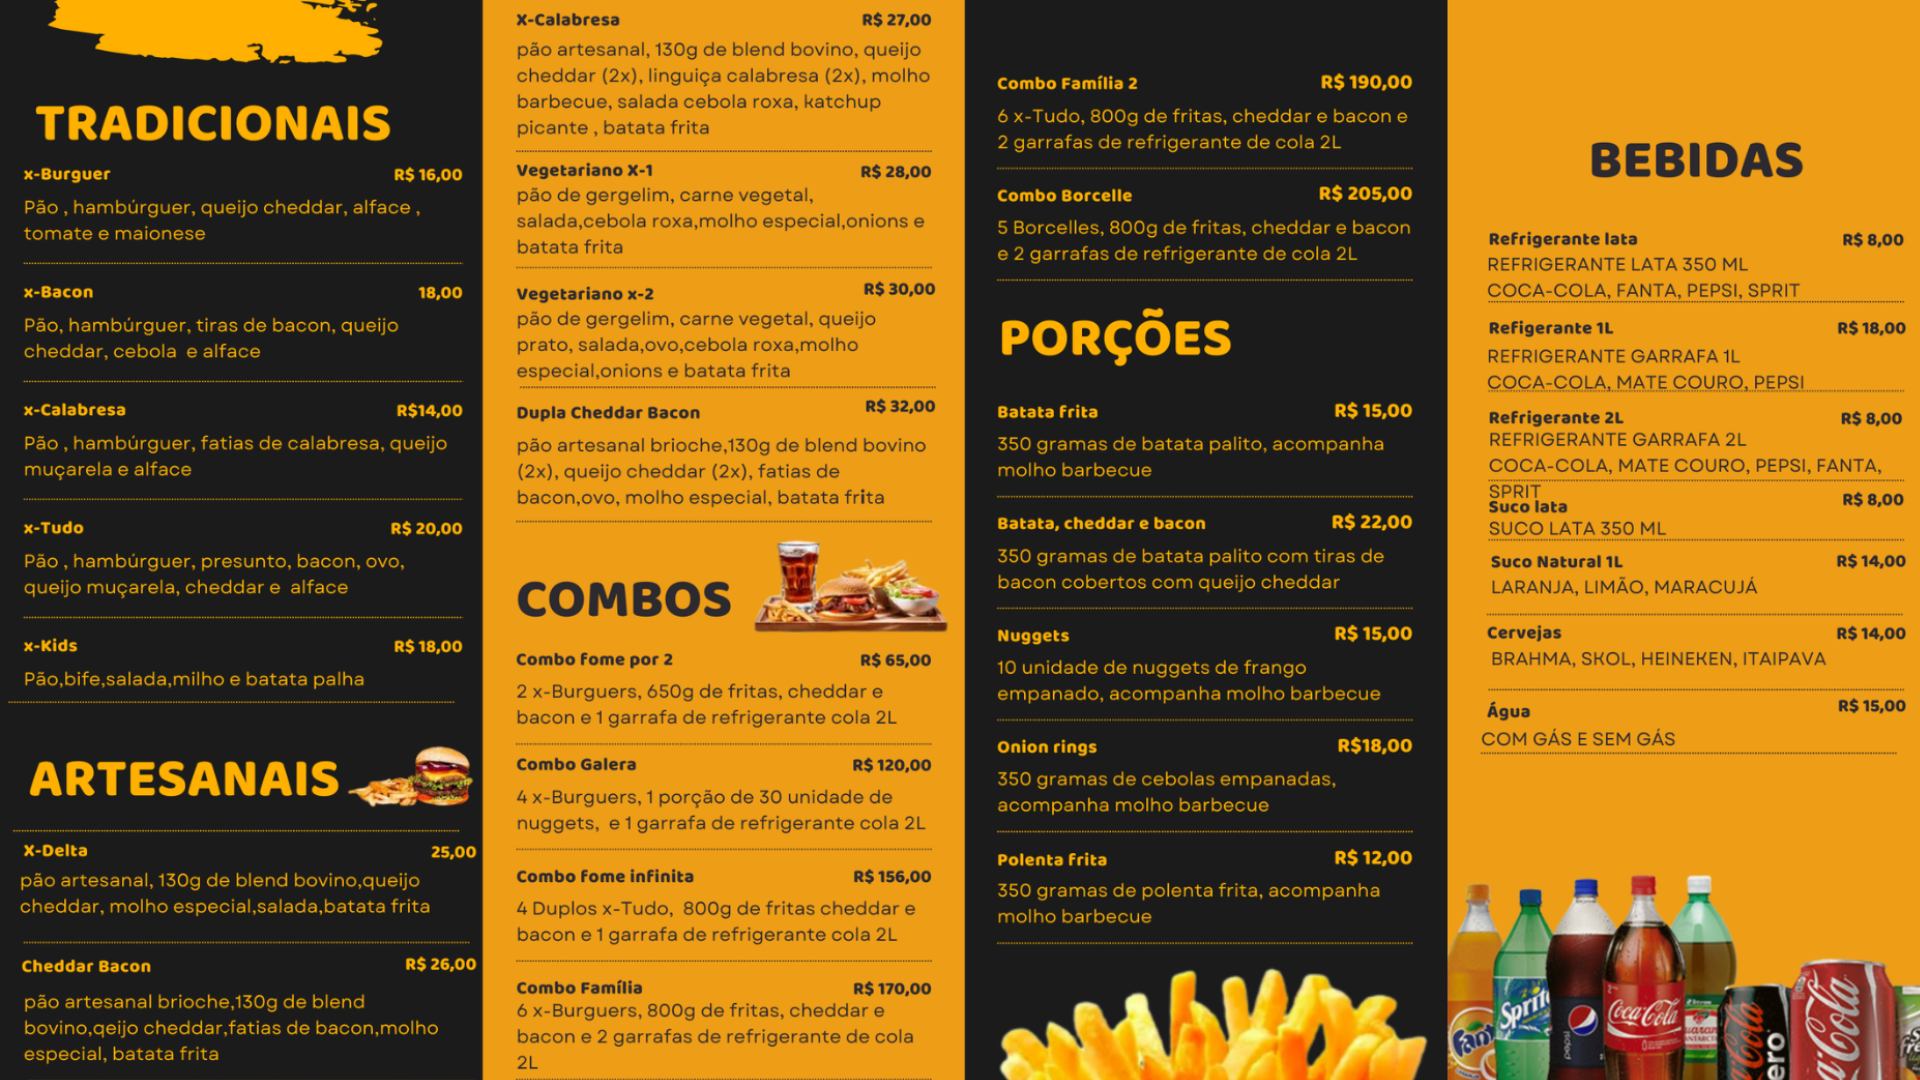 TRADICIONAIS
x-Burguer R$ 16,00
Pão , hambúrguer, queijo cheddar, alface ,
tomate e maionese
x-Bacon 18,00
Pão, hambúrguer, tiras de bacon, queijo
cheddar, cebola e alface
x-Calabresa R$14,00
Pão , hambúrguer, fatias de calabresa, queijo
muçarela e alface
x-Tudo R$ 20,00
Pão , hambúrguer, presunto, bacon, ovo,
queijo muçarela, cheddar e alface
x-Kids R$ 18,00
Pão,bife,salada,milho e batata palha
ARTESANAIS
X-Delta 25,00
pão artesanal, 130g de blend bovino,queijo
cheddar, molho especial,salada,batata frita
Cheddar Bacon R$ 26,00
pão artesanal brioche,130g de blend
bovino,qeijo cheddar,fatias de bacon,molho
especial, batata frita
X-Calabresa R$ 27,00
pão artesanal, 130g de blend bovino, queijo
cheddar (2x), linguiça calabresa (2x), molho
barbecue, salada cebola roxa, katchup
picante , batata frita
Vegetariano X-1 R$ 28,00
pão de gergelim, carne vegetal,
salada,cebola roxa,molho especial,onions e
batata frita
Vegetariano x-2 R$ 30,00
pão de gergelim, carne vegetal, queijo
prato, salada,ovo,cebola roxa,molho
especial,onions e batata frita
Dupla Cheddar Bacon R$ 32,00
pão artesanal brioche,130g de blend bovino
(2x), queijo cheddar (2x), fatias de
bacon,ovo, molho especial, batata frita
COMBOS
Combo fome por 2 R$ 65,00
2 x-Burguers, 650g de fritas, cheddar e
bacon e 1 garrafa de refrigerante cola 2L
Combo Galera R$ 120,00
4 x-Burguers, 1 porção de 30 unidade de
nuggets, e 1 garrafa de refrigerante cola 2L
Combo fome infinita R$ 156,00
4 Duplos x-Tudo, 800g de fritas cheddar e
bacon e 1 garrafa de refrigerante cola 2L
Combo Família R$ 170,00
6 x-Burguers, 800g de fritas, cheddar e
bacon e 2 garrafas de refrigerante de cola
2L
Combo Família 2 R$ 190,00
6 x-Tudo, 800g de fritas, cheddar e bacon e
2 garrafas de refrigerante de cola 2L
Combo Borcelle R$ 205,00
5 Borcelles, 800g de fritas, cheddar e bacon
e 2 garrafas de refrigerante de cola 2L
PORÇÕES
Batata frita R$ 15,00
350 gramas de batata palito, acompanha
molho barbecue
Batata, cheddar e bacon R$ 22,00
350 gramas de batata palito com tiras de
bacon cobertos com queijo cheddar
Nuggets R$ 15,00
10 unidade de nuggets de frango
empanado, acompanha molho barbecue
Onion rings R$18,00
350 gramas de cebolas empanadas,
acompanha molho barbecue
Polenta frita R$ 12,00
350 gramas de polenta frita, acompanha
molho barbecue
BEBIDAS
Refrigerante lata R$ 8,00
REFRIGERANTE LATA 350 ML
COCA-COLA, FANTA, PEPSI, SPRIT
Refigerante 1L R$ 18,00
REFRIGERANTE GARRAFA 1L
COCA-COLA, MATE COURO, PEPSI
Refrigerante 2L R$ 8,00
REFRIGERANTE GARRAFA 2L
COCA-COLA, MATE COURO, PEPSI, FANTA,
SPRIT
Suco lata R$ 8,00
SUCO LATA 350 ML
Suco Natural 1L R$ 14,00
LARANJA, LIMÃO, MARACUJÁ
Cervejas R$ 14,00
BRAHMA, SKOL, HEINEKEN, ITAIPAVA
Água R$ 15,00
COM GÁS E SEM GÁS
Fanta
Sprite
pepsi
Coca-Cola